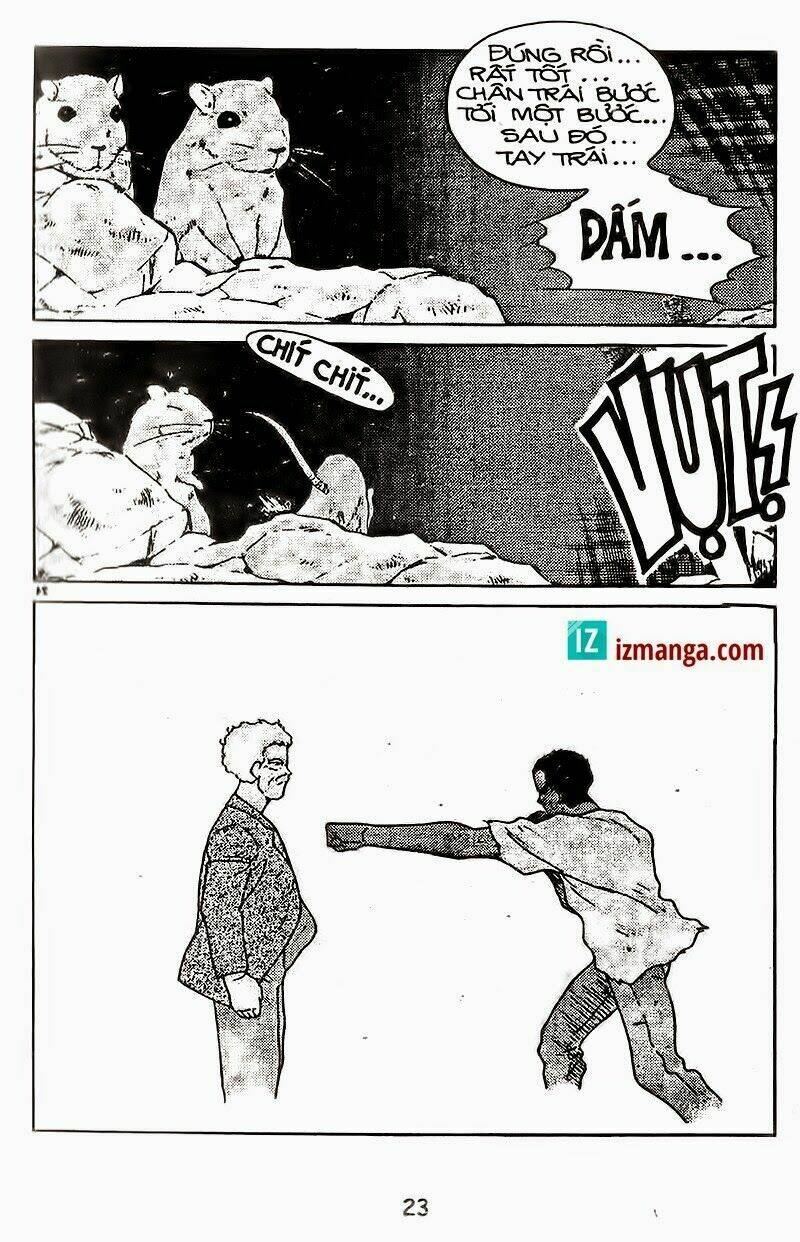 ĐÚNG RỒI...
RẤT TỐT...
CHÂN TRÁI BƯỚC
TỚI MỘT BƯỚC...
SAU ĐÓ
TAY TRÁI...
ĐẤM ...
CHÍT CHÍT...
VỤT!
IZ izmanga.com
23